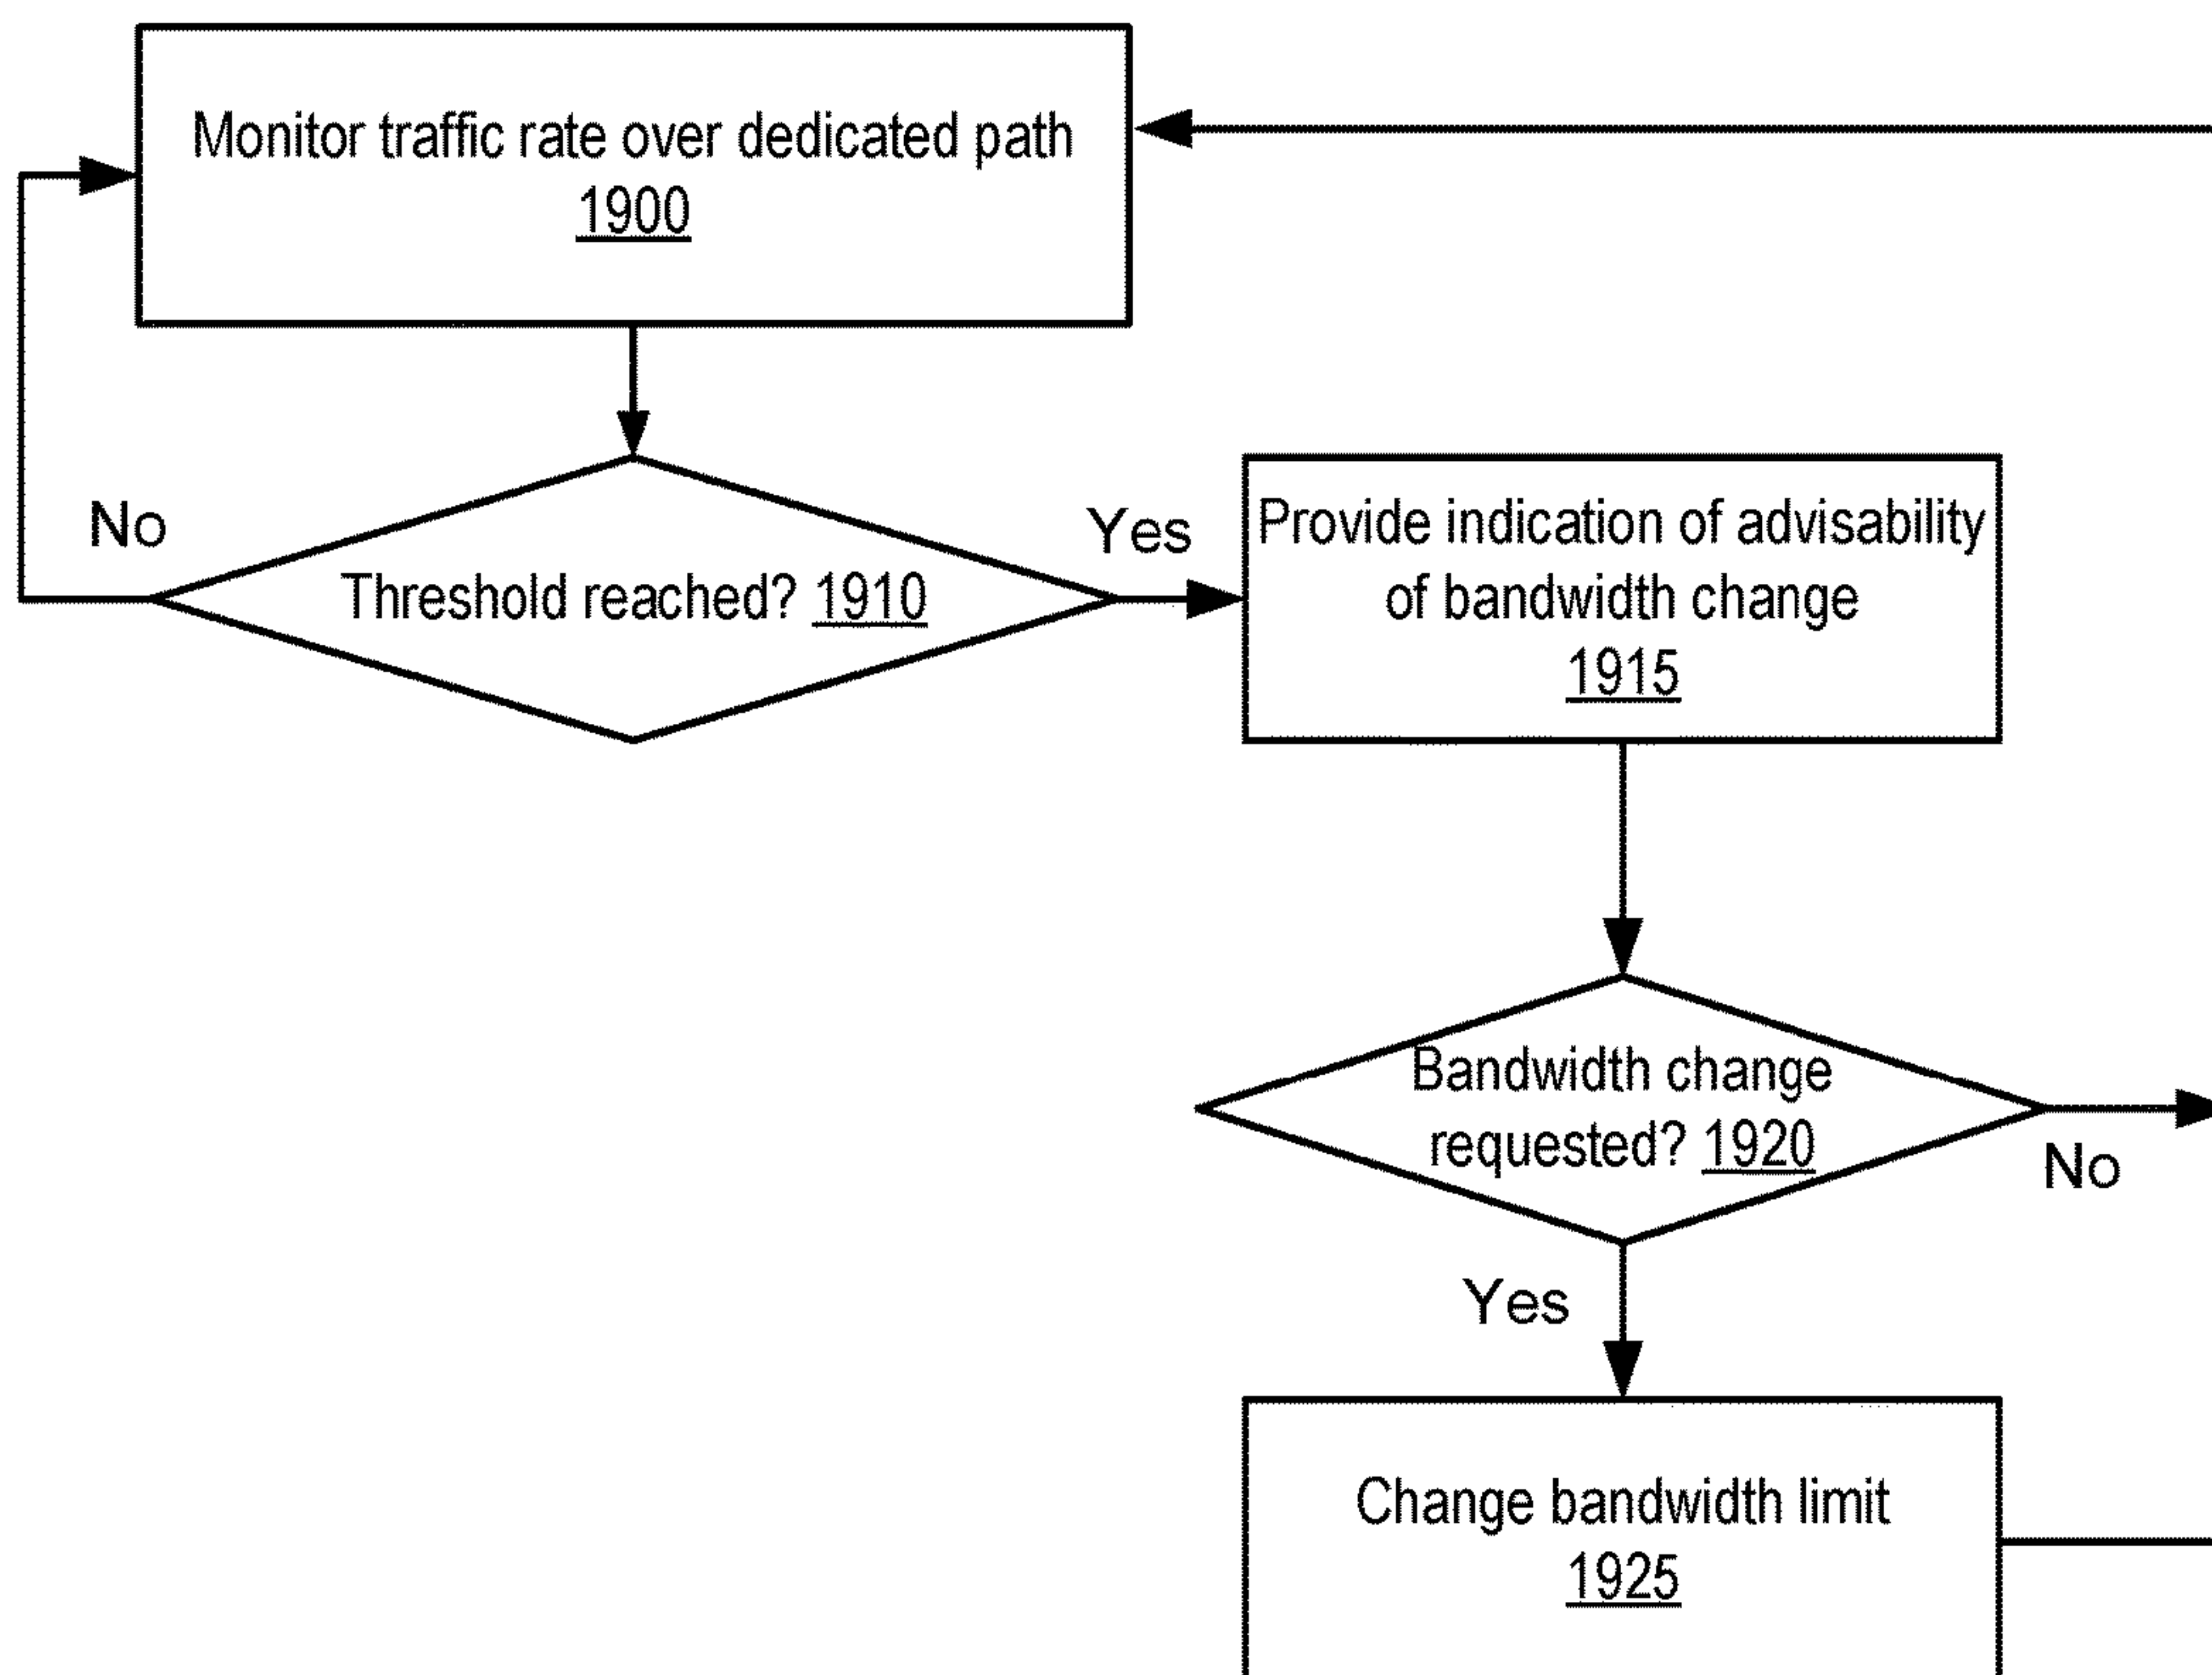 Monitor traffic rate over dedicated path
1900
No
Threshold reached? 1910
Yes
Provide indication of advisability
of bandwidth change
1915
Bandwidth change
requested? 1920
No
Yes
Change bandwidth limit
1925